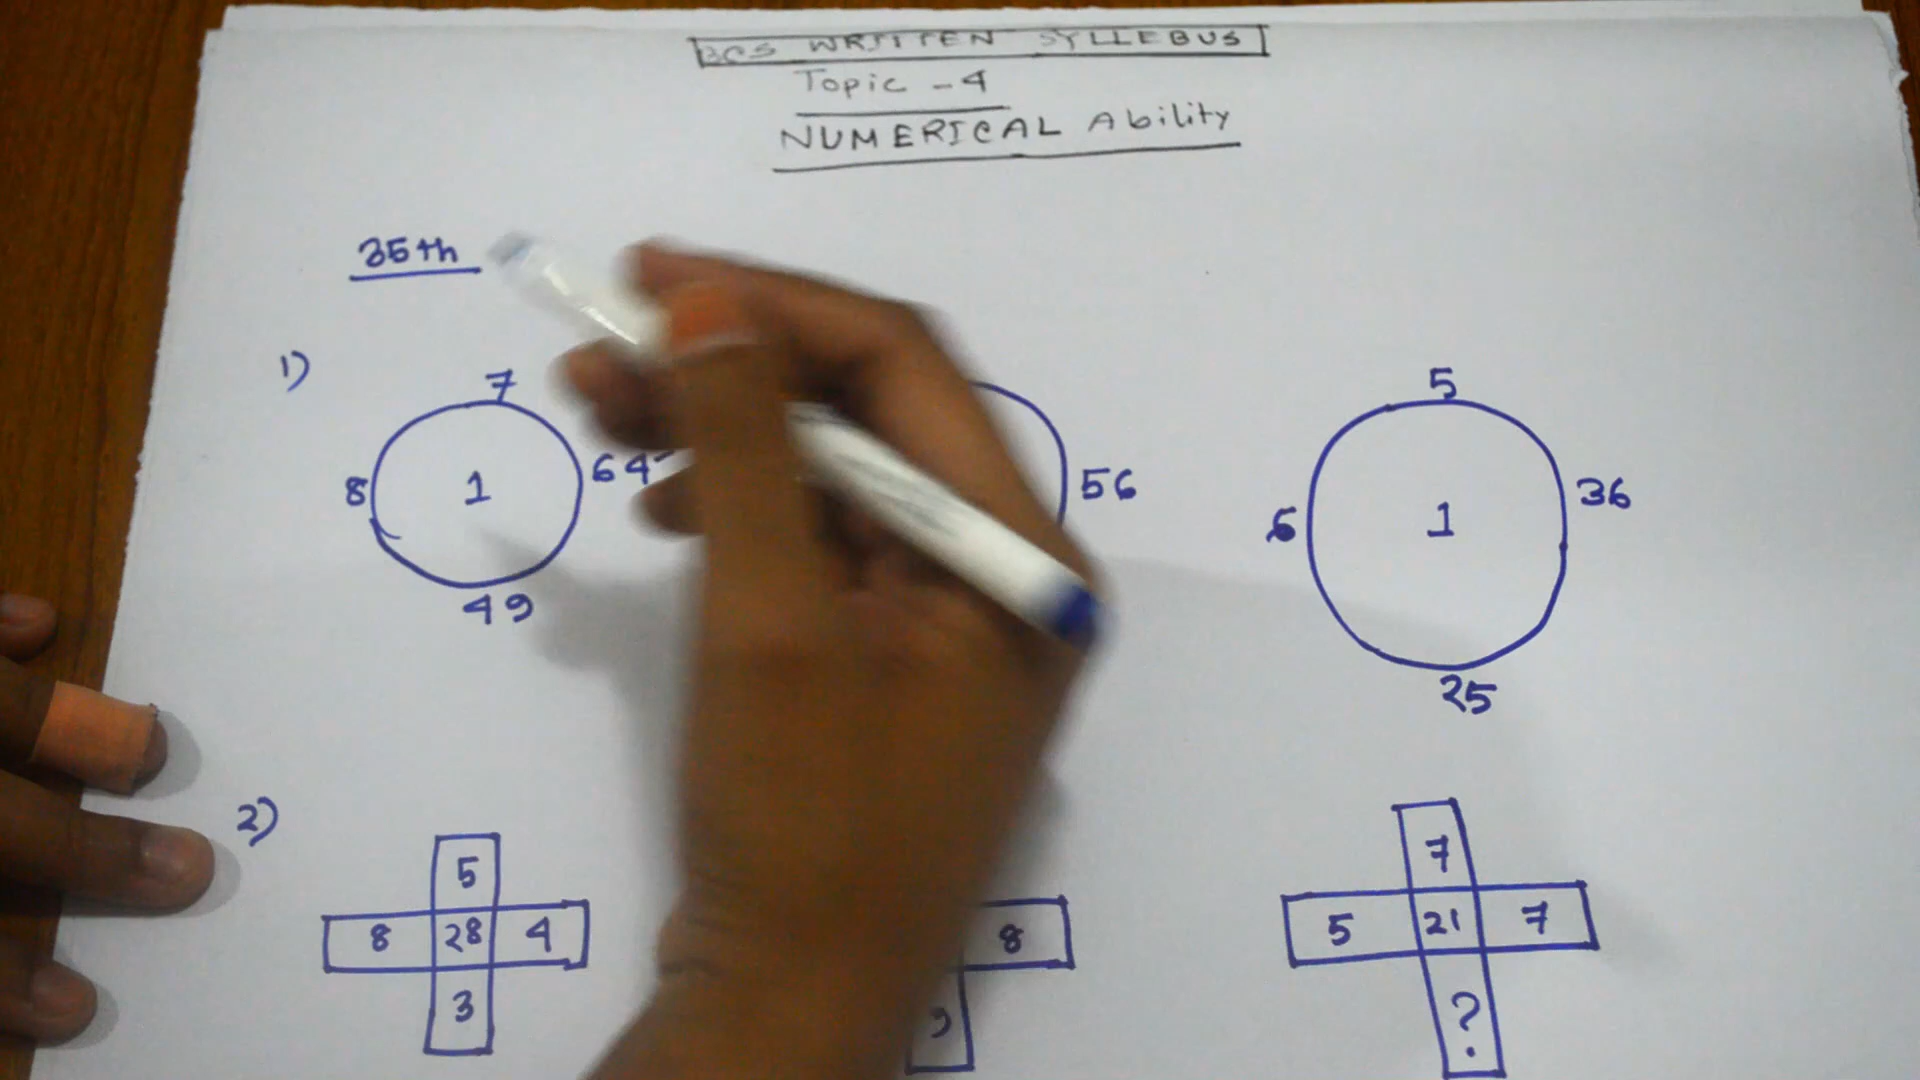 BCS WRITTEN SYLLEBUS
Topic - 4
NUMERICAL Ability
35th
1)
7
8 1 64
49
56
5
6 1 36
25
2)
5
8 28 4
3
8
7
5 21 7
?